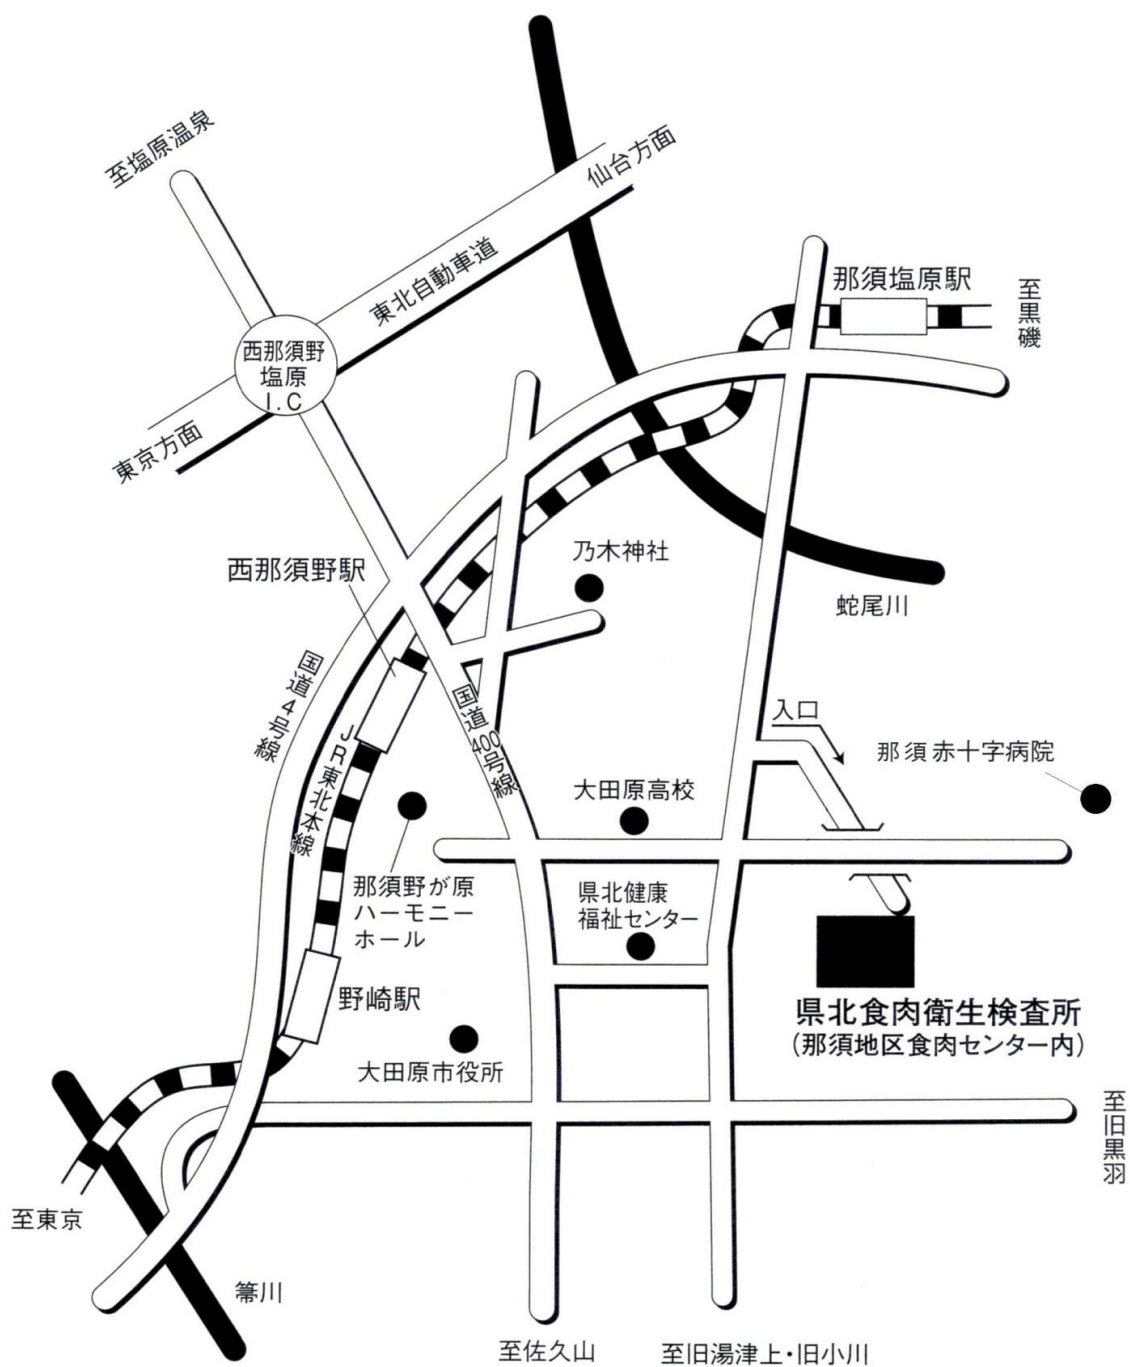 至塩原温泉
仙台方面
東北自動車道
那須塩原駅
至黒磯
西那須野
塩原
I.C
東京方面
乃木神社
西那須野駅
蛇尾川
国道4号線
国道400号線
入口
JR東北本線
那須赤十字病院
大田原高校
那須野が原
ハーモニー
ホール
県北健康
福祉センター
野崎駅
県北食肉衛生検査所
(那須地区食肉センター内)
大田原市役所
至旧黒羽
至東京
箒川
至佐久山
至旧湯津上・旧小川